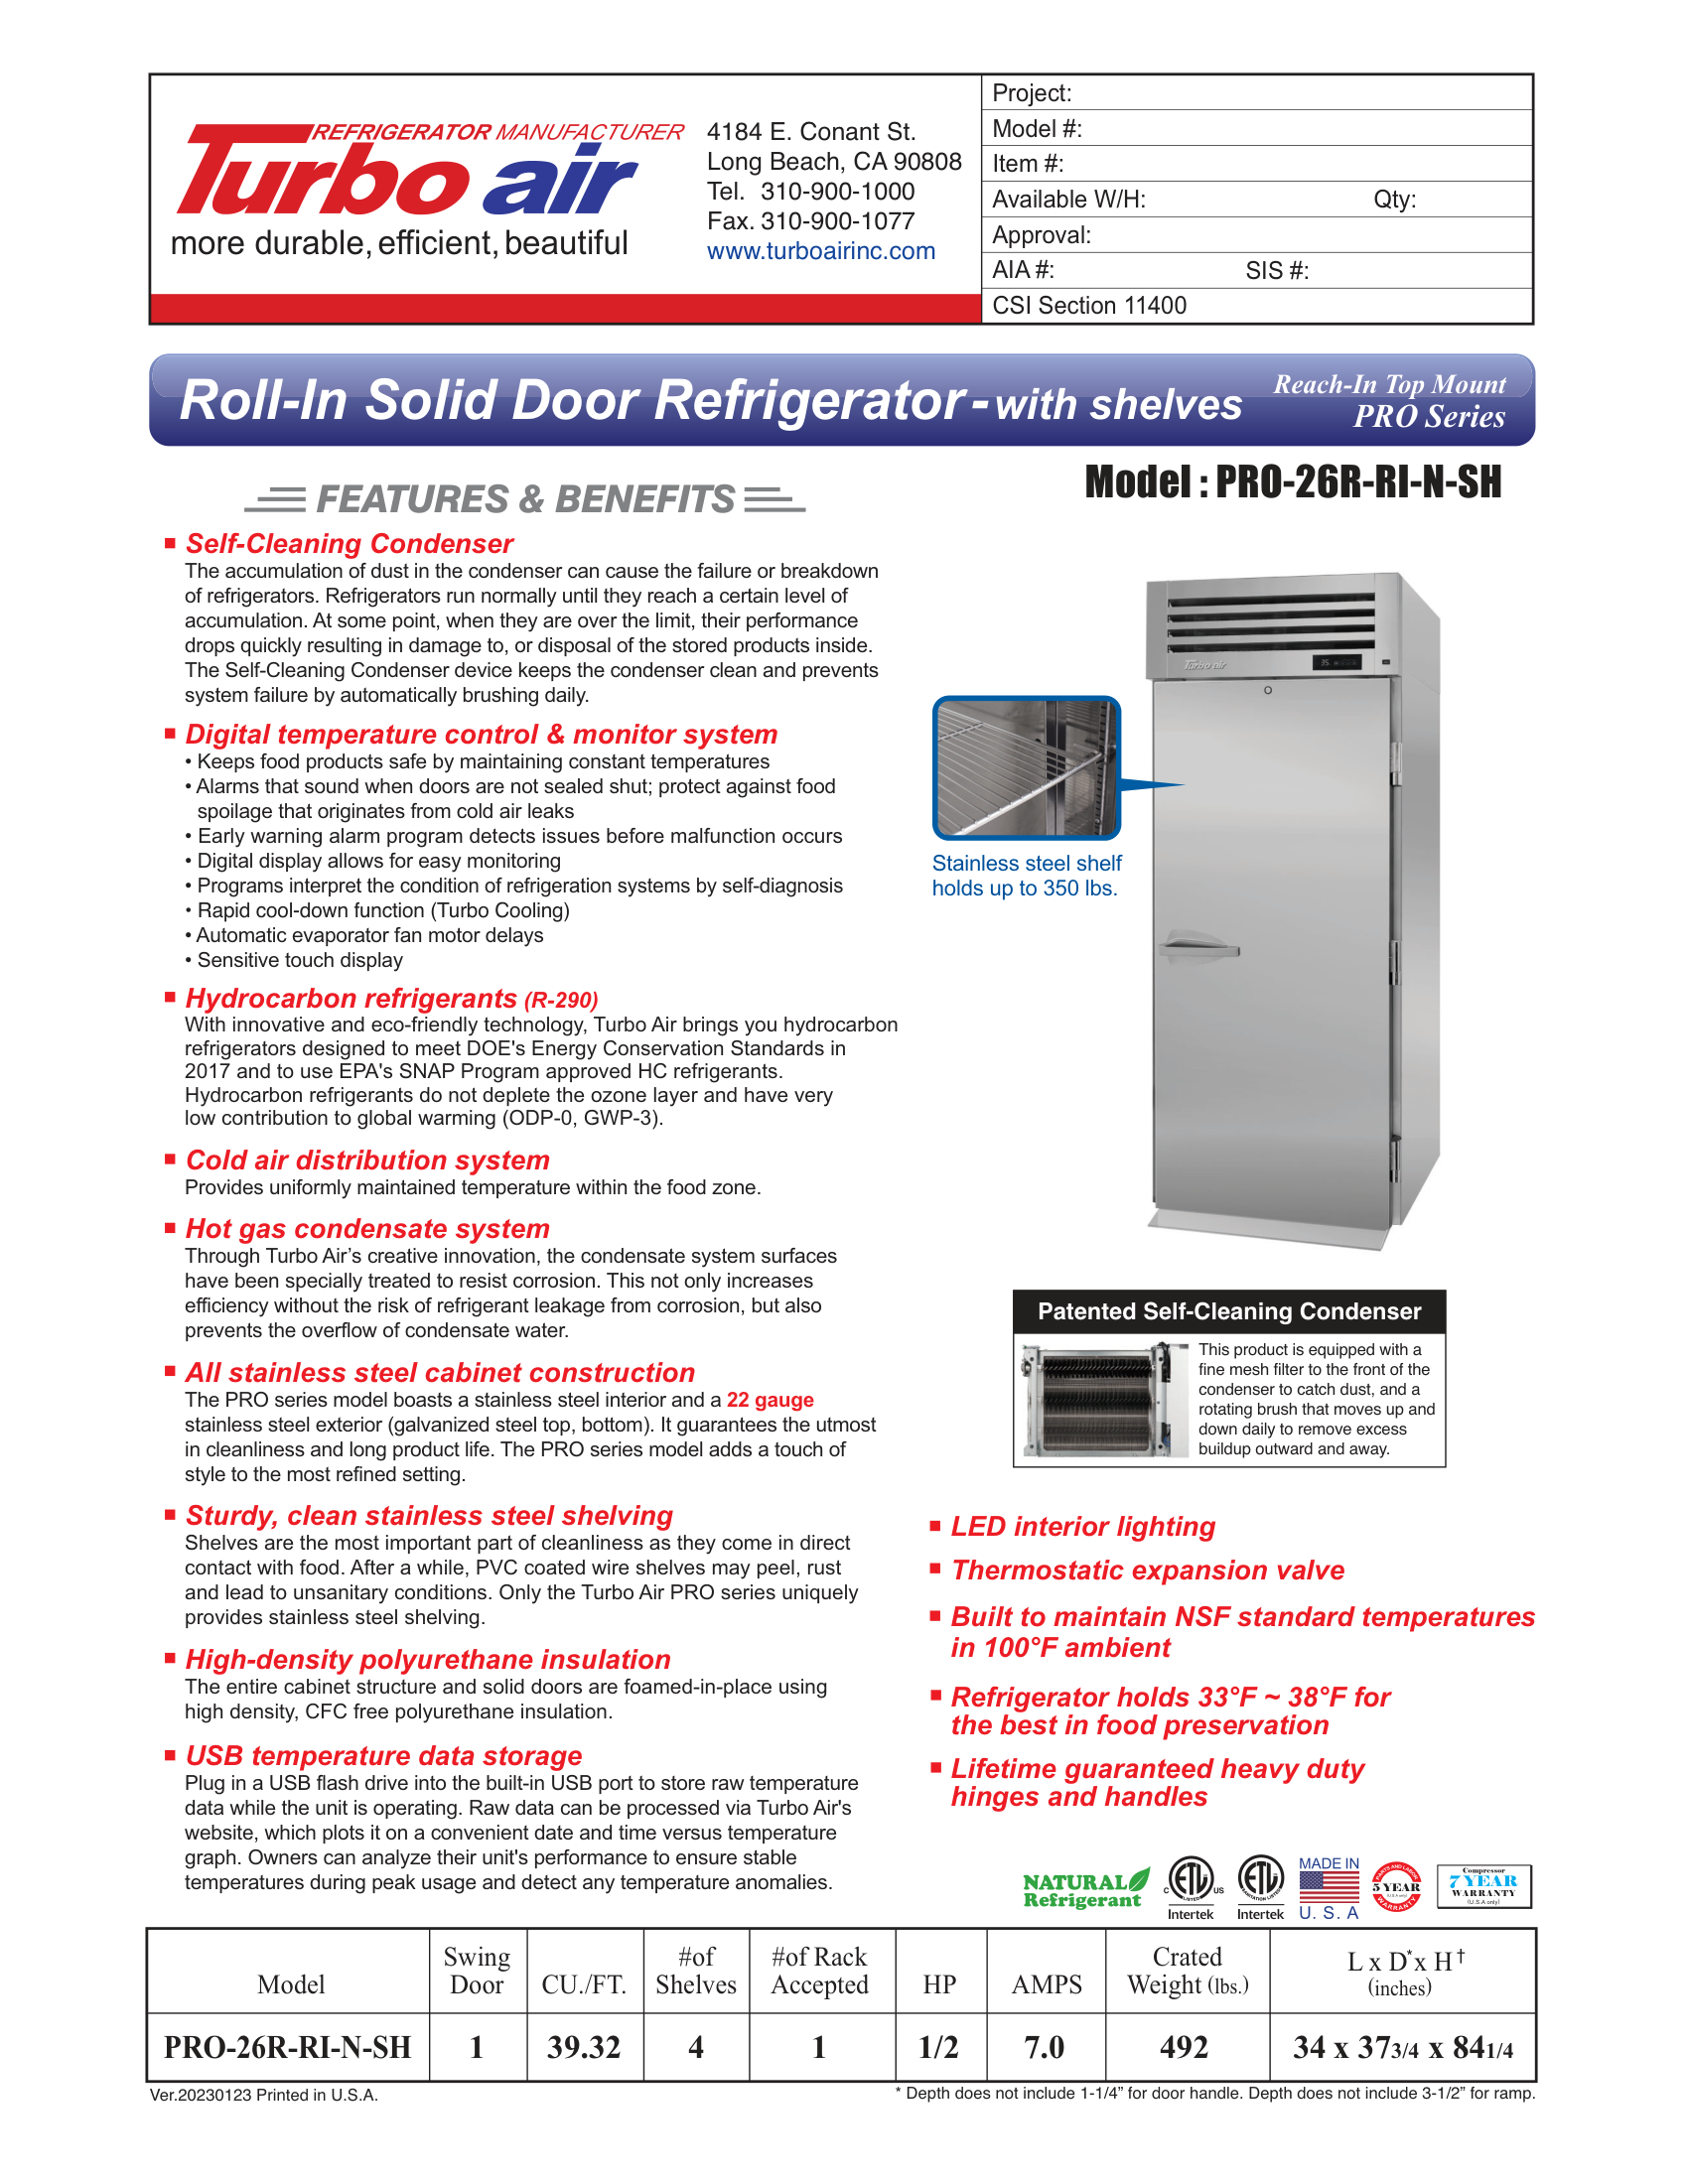 REFRIGERATOR MANUFACTURER
Turbo air
more durable, efficient, beautiful
4184 E. Conant St.
Long Beach, CA 90808
Tel. 310-900-1000
Fax. 310-900-1077
www.turboairinc.com
Project:
Model #:
Item #:
Available W/H: Qty:
Approval:
AIA #: SIS #:
CSI Section 11400
Roll-In Solid Door Refrigerator - with shelves
Reach-In Top Mount
PRO Series
Model : PRO-26R-RI-N-SH
FEATURES & BENEFITS
Self-Cleaning Condenser
The accumulation of dust in the condenser can cause the failure or breakdown
of refrigerators. Refrigerators run normally until they reach a certain level of
accumulation. At some point, when they are over the limit, their performance
drops quickly resulting in damage to, or disposal of the stored products inside.
The Self-Cleaning Condenser device keeps the condenser clean and prevents
system failure by automatically brushing daily.
Digital temperature control & monitor system
• Keeps food products safe by maintaining constant temperatures
• Alarms that sound when doors are not sealed shut; protect against food
spoilage that originates from cold air leaks
• Early warning alarm program detects issues before malfunction occurs
• Digital display allows for easy monitoring
• Programs interpret the condition of refrigeration systems by self-diagnosis
• Rapid cool-down function (Turbo Cooling)
• Automatic evaporator fan motor delays
• Sensitive touch display
Hydrocarbon refrigerants (R-290)
With innovative and eco-friendly technology, Turbo Air brings you hydrocarbon
refrigerators designed to meet DOE's Energy Conservation Standards in
2017 and to use EPA's SNAP Program approved HC refrigerants.
Hydrocarbon refrigerants do not deplete the ozone layer and have very
low contribution to global warming (ODP-0, GWP-3).
Cold air distribution system
Provides uniformly maintained temperature within the food zone.
Hot gas condensate system
Through Turbo Air’s creative innovation, the condensate system surfaces
have been specially treated to resist corrosion. This not only increases
efficiency without the risk of refrigerant leakage from corrosion, but also
prevents the overflow of condensate water.
All stainless steel cabinet construction
The PRO series model boasts a stainless steel interior and a 22 gauge
stainless steel exterior (galvanized steel top, bottom). It guarantees the utmost
in cleanliness and long product life. The PRO series model adds a touch of
style to the most refined setting.
Sturdy, clean stainless steel shelving
Shelves are the most important part of cleanliness as they come in direct
contact with food. After a while, PVC coated wire shelves may peel, rust
and lead to unsanitary conditions. Only the Turbo Air PRO series uniquely
provides stainless steel shelving.
High-density polyurethane insulation
The entire cabinet structure and solid doors are foamed-in-place using
high density, CFC free polyurethane insulation.
USB temperature data storage
Plug in a USB flash drive into the built-in USB port to store raw temperature
data while the unit is operating. Raw data can be processed via Turbo Air's
website, which plots it on a convenient date and time versus temperature
graph. Owners can analyze their unit's performance to ensure stable
temperatures during peak usage and detect any temperature anomalies.
Turbo air
35
Stainless steel shelf
holds up to 350 lbs.
Patented Self-Cleaning Condenser
This product is equipped with a
fine mesh filter to the front of the
condenser to catch dust, and a
rotating brush that moves up and
down daily to remove excess
buildup outward and away.
LED interior lighting
Thermostatic expansion valve
Built to maintain NSF standard temperatures
in 100°F ambient
Refrigerator holds 33°F ~ 38°F for
the best in food preservation
Lifetime guaranteed heavy duty
hinges and handles
NATURAL
Refrigerant
C ETL US
LISTED
Intertek
ETL
SANITATION LISTED
Intertek
MADE IN
U. S. A
PARTS AND LABOR
5 YEAR
(U.S.A only)
WARRANTY
Compressor
7 YEAR
WARRANTY
(U.S.A only)
Model Swing Door CU./FT. #of Shelves #of Rack Accepted HP AMPS Crated Weight (lbs.) L x D* x H† (inches)
PRO-26R-RI-N-SH 1 39.32 4 1 1/2 7.0 492 34 x 373/4 x 841/4
Ver.20230123 Printed in U.S.A.
* Depth does not include 1-1/4” for door handle. Depth does not include 3-1/2” for ramp.